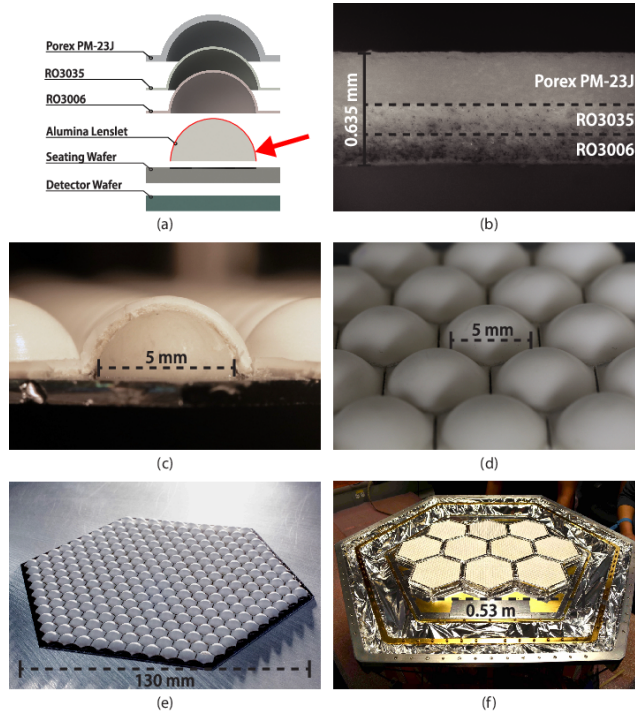 Porex PM-23J
RO3035
RO3006
Alumina Lenslet
Seating Wafer
Detector Wafer
(a)
0.635 mm
Porex PM-23J
RO3035
RO3006
(b)
5 mm
(c)
5 mm
(d)
130 mm
(e)
0.53 m
(f)